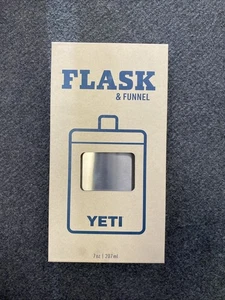 FLASK
& FUNNEL
YETI
7oz | 207ml